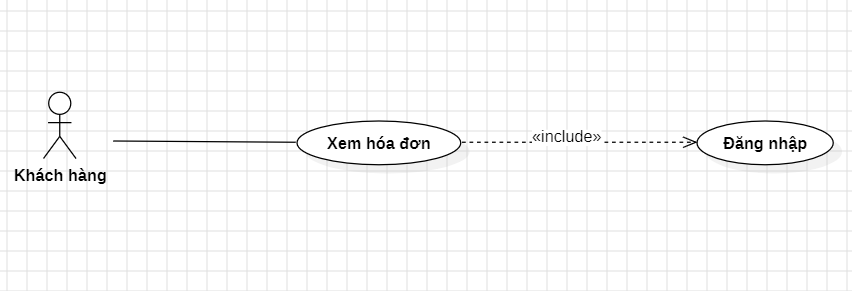 Khách hàng
Xem hóa đơn
«include»
Đăng nhập